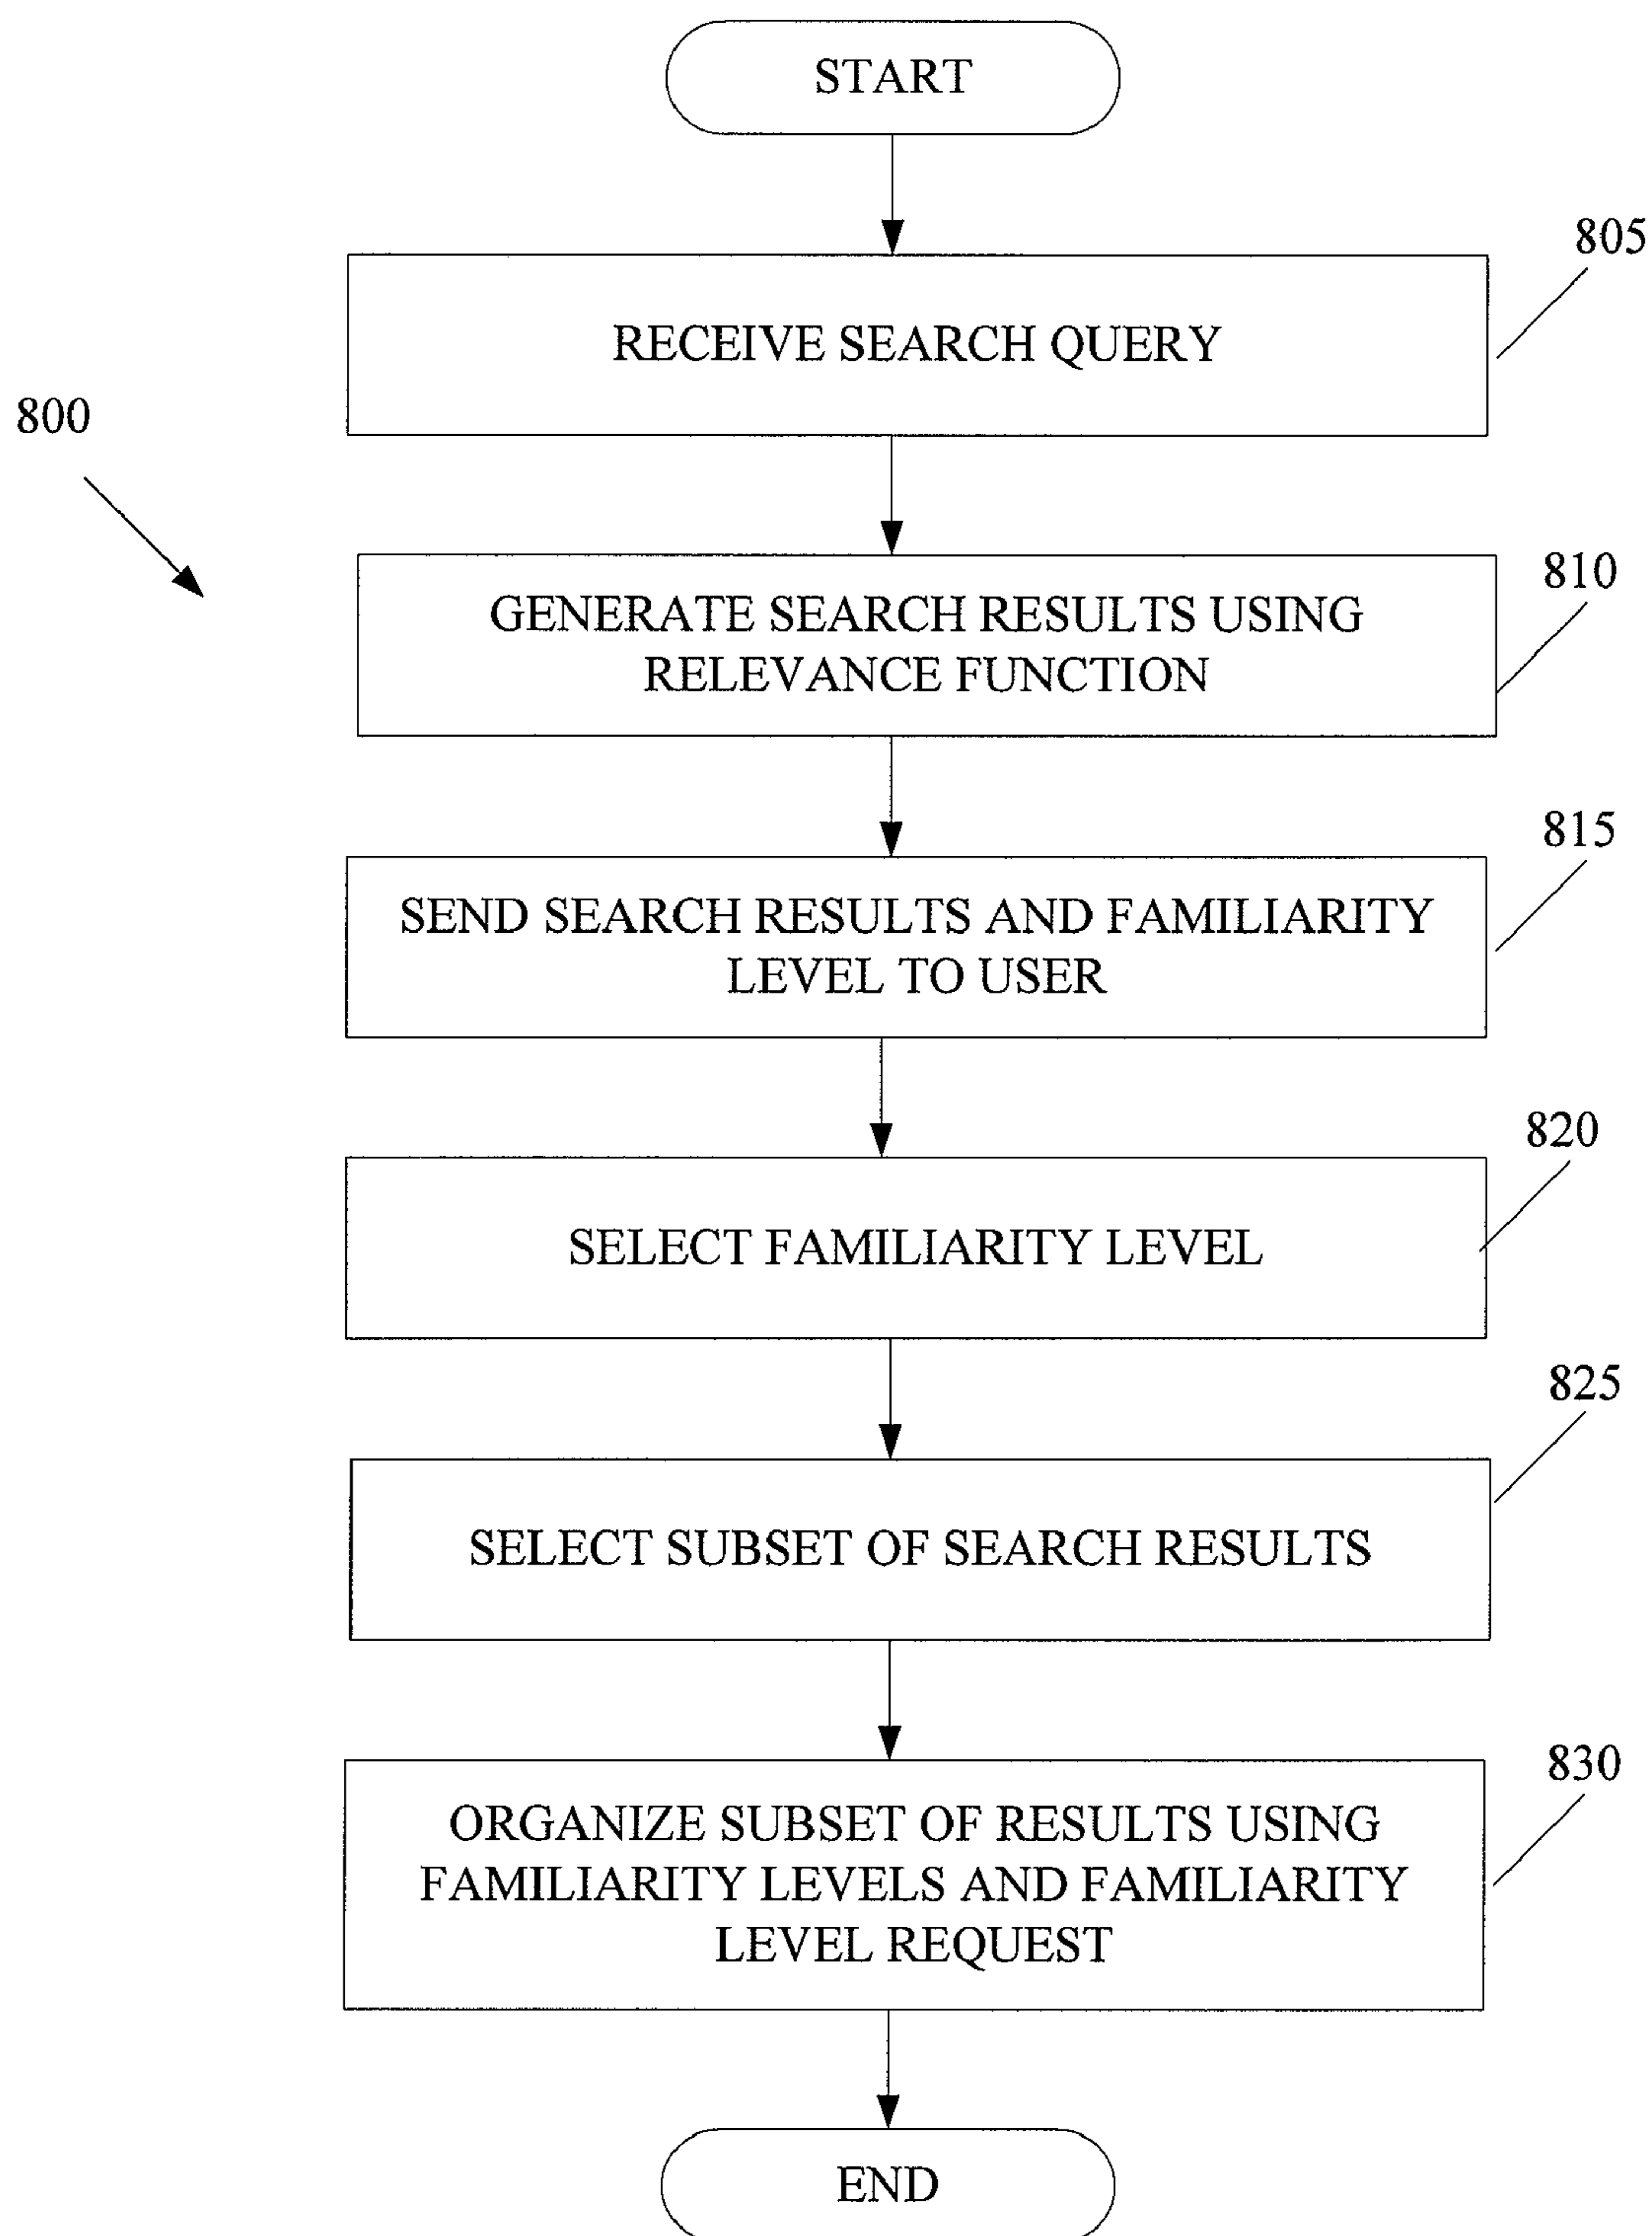 START
805
RECEIVE SEARCH QUERY
800
810
GENERATE SEARCH RESULTS USING
RELEVANCE FUNCTION
815
SEND SEARCH RESULTS AND FAMILIARITY
LEVEL TO USER
820
SELECT FAMILIARITY LEVEL
825
SELECT SUBSET OF SEARCH RESULTS
830
ORGANIZE SUBSET OF RESULTS USING
FAMILIARITY LEVELS AND FAMILIARITY
LEVEL REQUEST
END